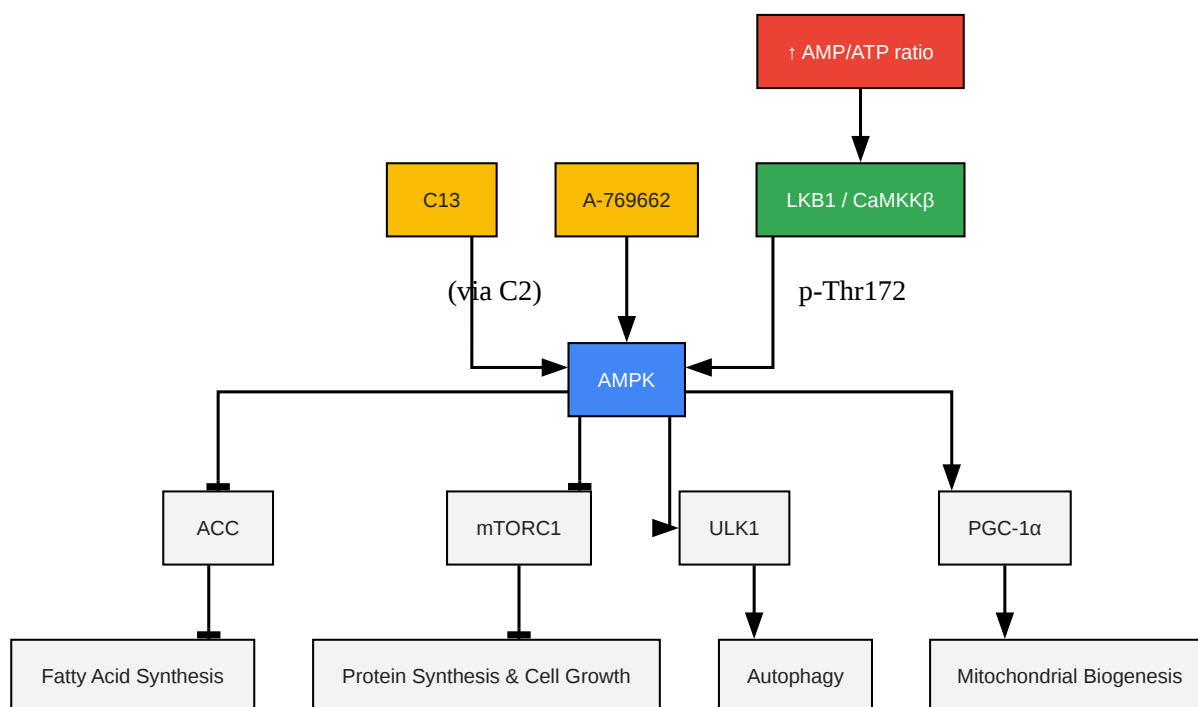 ↑ AMP/ATP ratio
C13
A-769662
LKB1 / CaMKKβ
(via C2)
p-Thr172
AMPK
ACC
mTORC1
ULK1
PGC-1α
Fatty Acid Synthesis
Protein Synthesis & Cell Growth
Autophagy
Mitochondrial Biogenesis